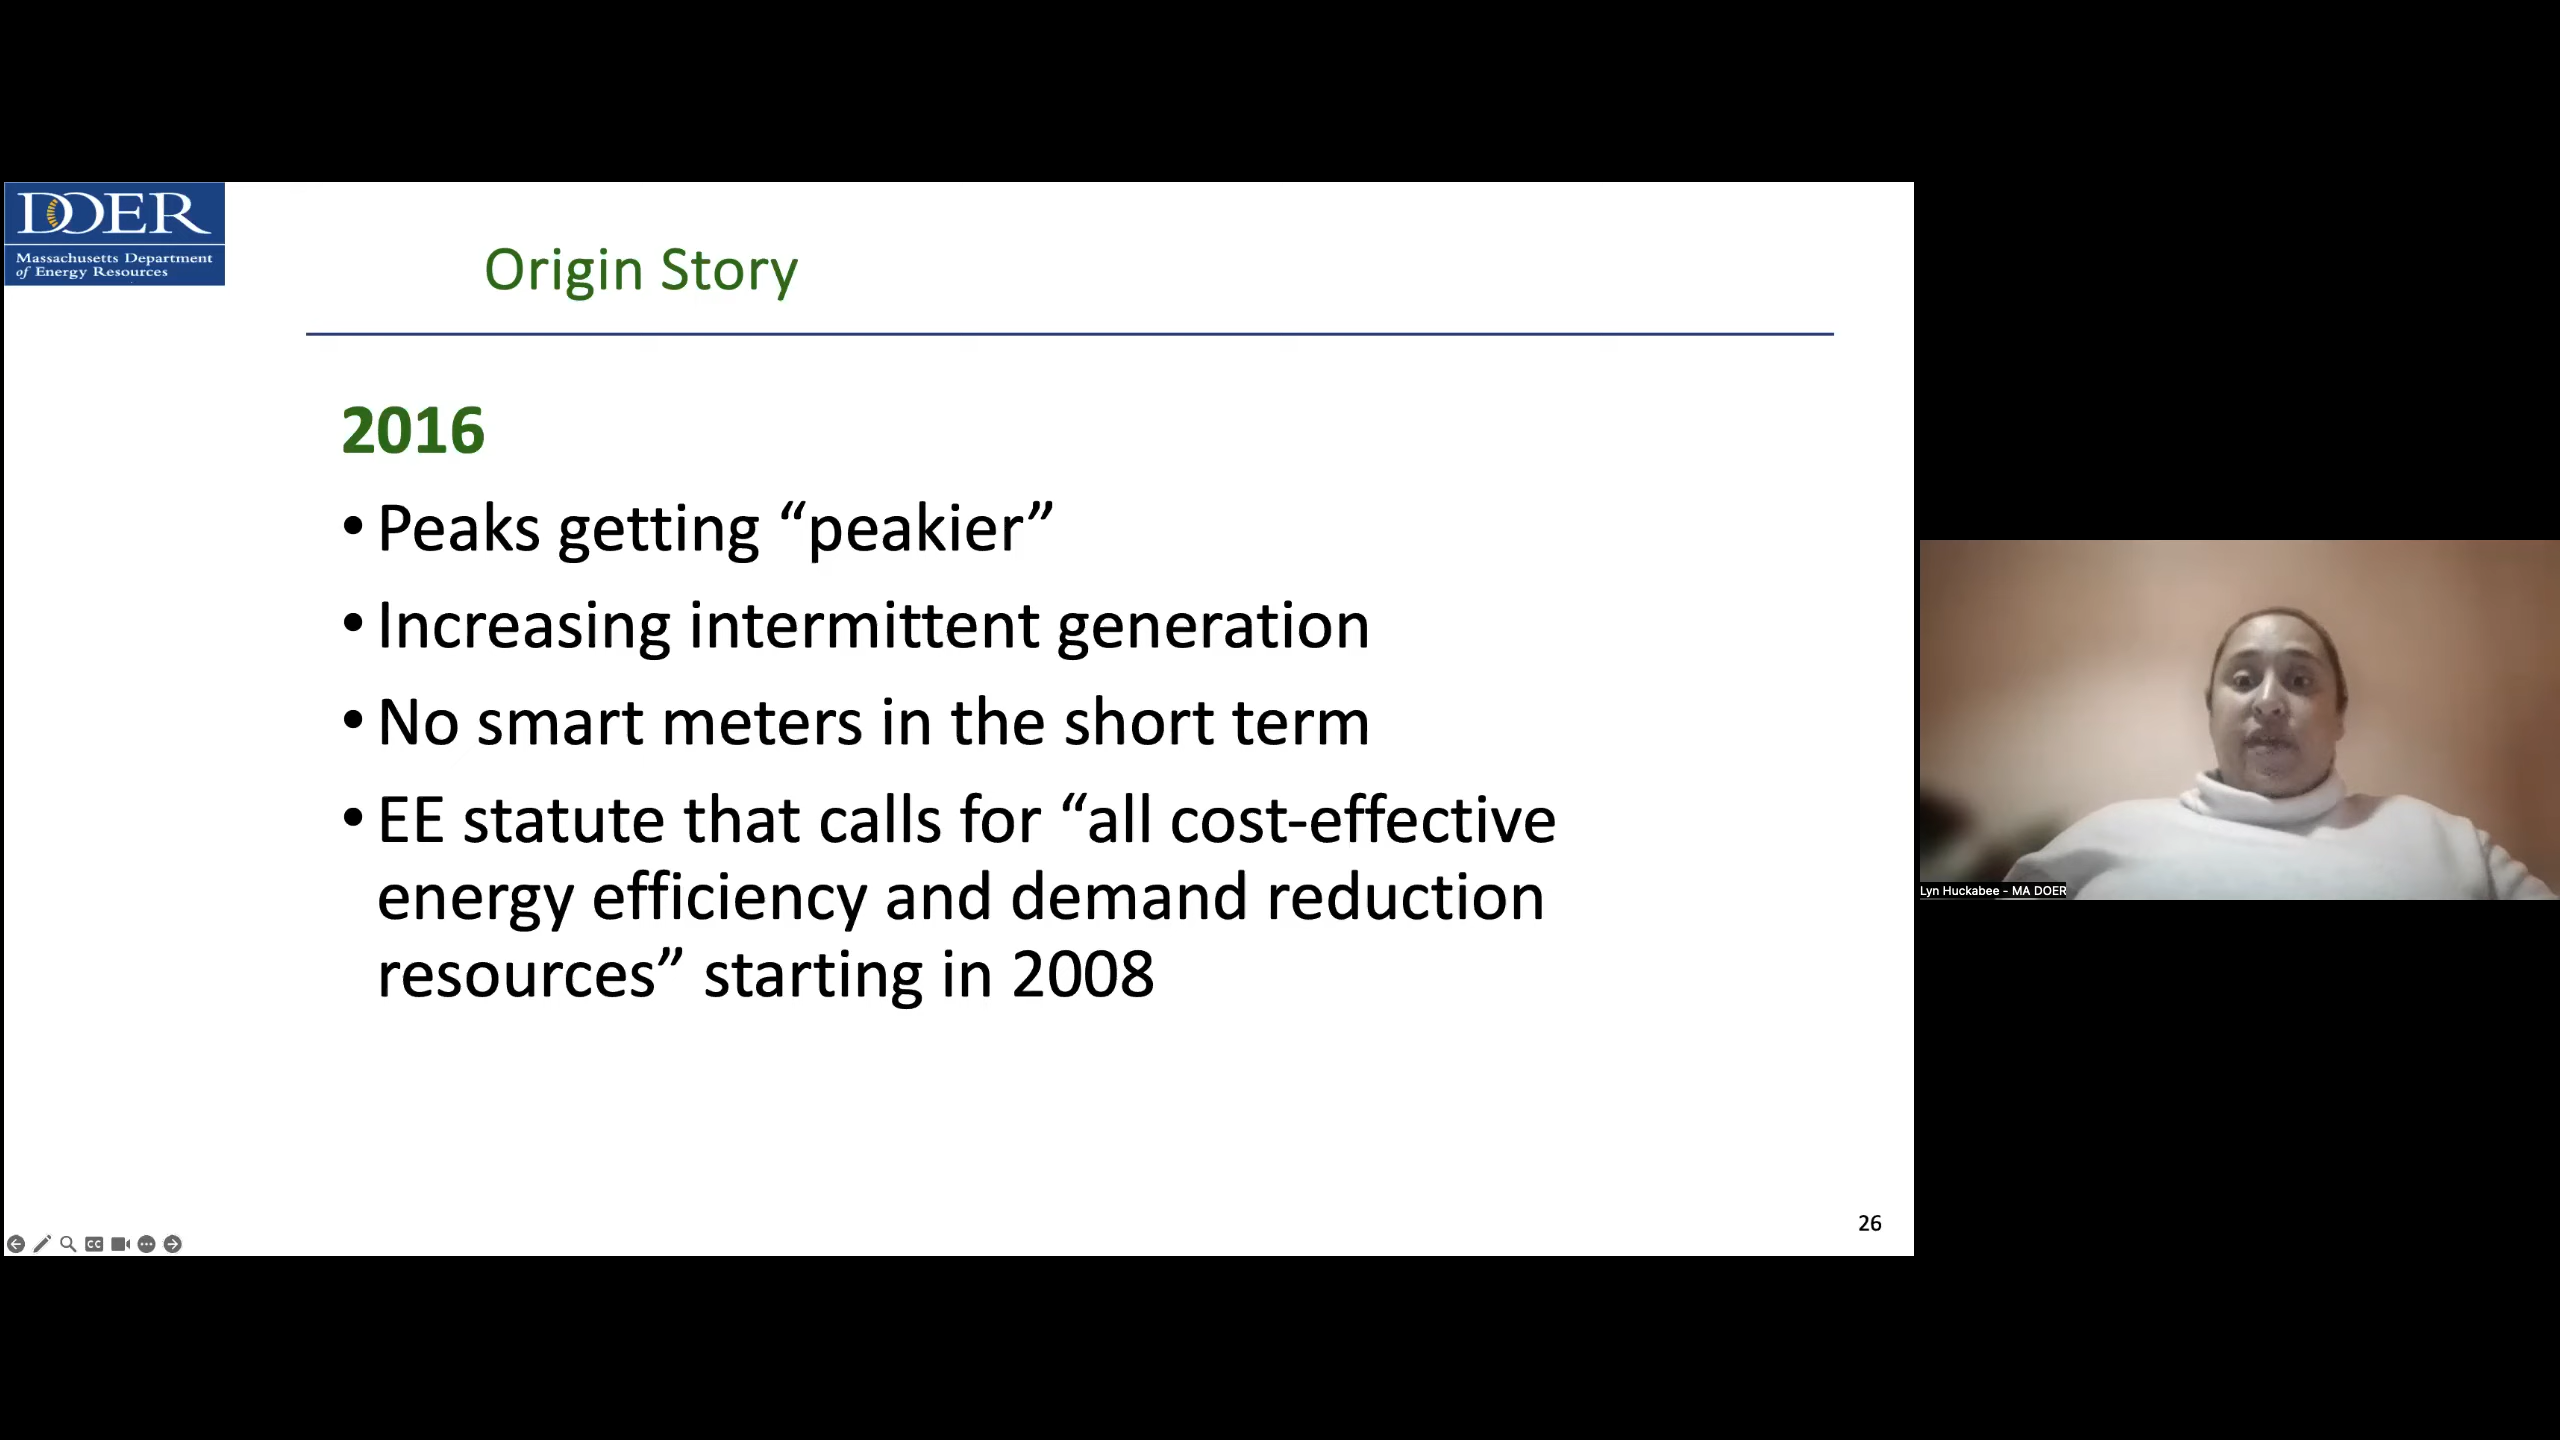 DOER
Massachusetts Department
of Energy Resources
Origin Story
2016
• Peaks getting “peakier”
• Increasing intermittent generation
• No smart meters in the short term
• EE statute that calls for “all cost-effective
energy efficiency and demand reduction
resources” starting in 2008
26
CC
Lyn Huckabee - MA DOER